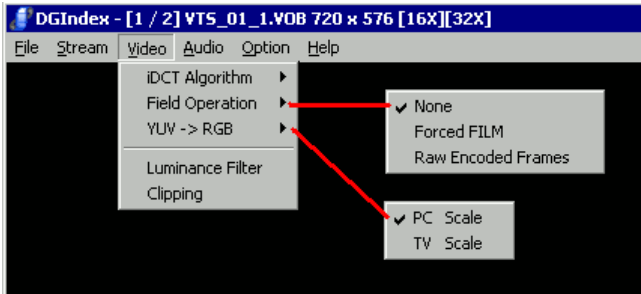 DGIndex - [1 / 2] VTS_01_1.VOB 720 x 576 [16X][32X]
File Stream Video Audio Option Help
iDCT Algorithm
Field Operation
YUV -> RGB
Luminance Filter
Clipping
None
Forced FILM
Raw Encoded Frames
PC Scale
TV Scale